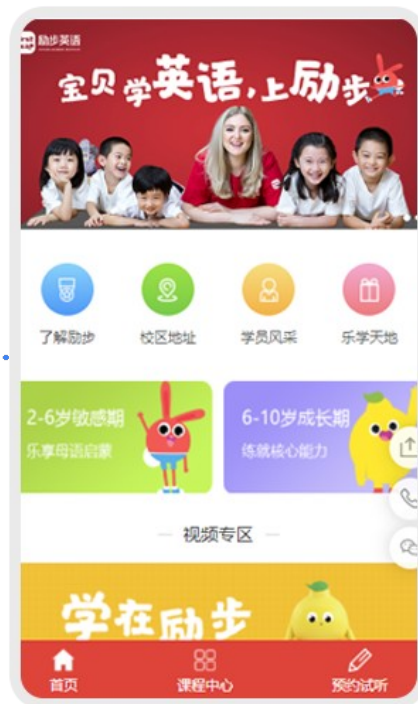 励步英语
宝贝学英语,上励步
了解励步
校区地址
学员风采
乐学天地
2-6岁敏感期
乐享母语启蒙
6-10岁成长期
练就核心能力
视频专区
学在励步
首页
课程中心
预约试听